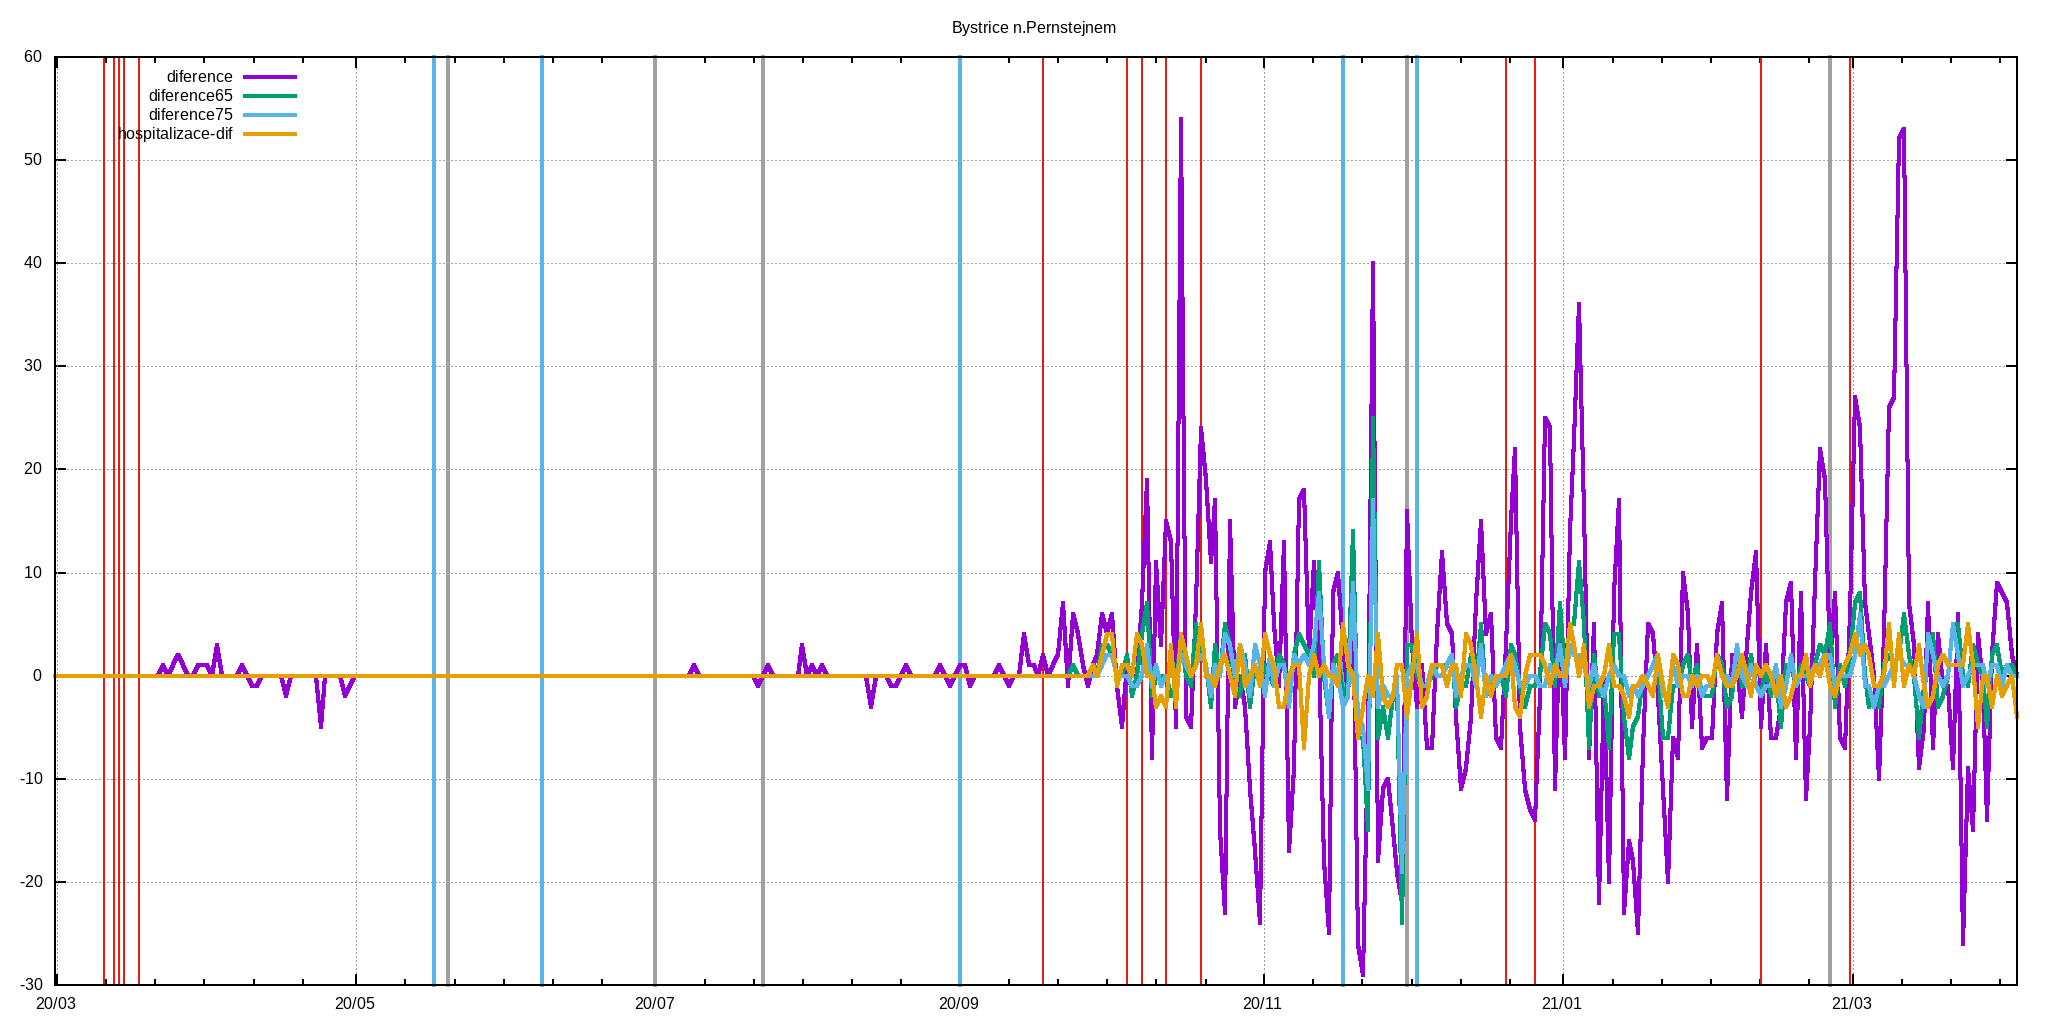 Bystrice n.Pernstejnem
60
50
40
30
20
10
0
-10
-20
-30
diference
diference65
diference75
hospitalizace-dif
20/03 20/05 20/07 20/09 20/11 21/01 21/03